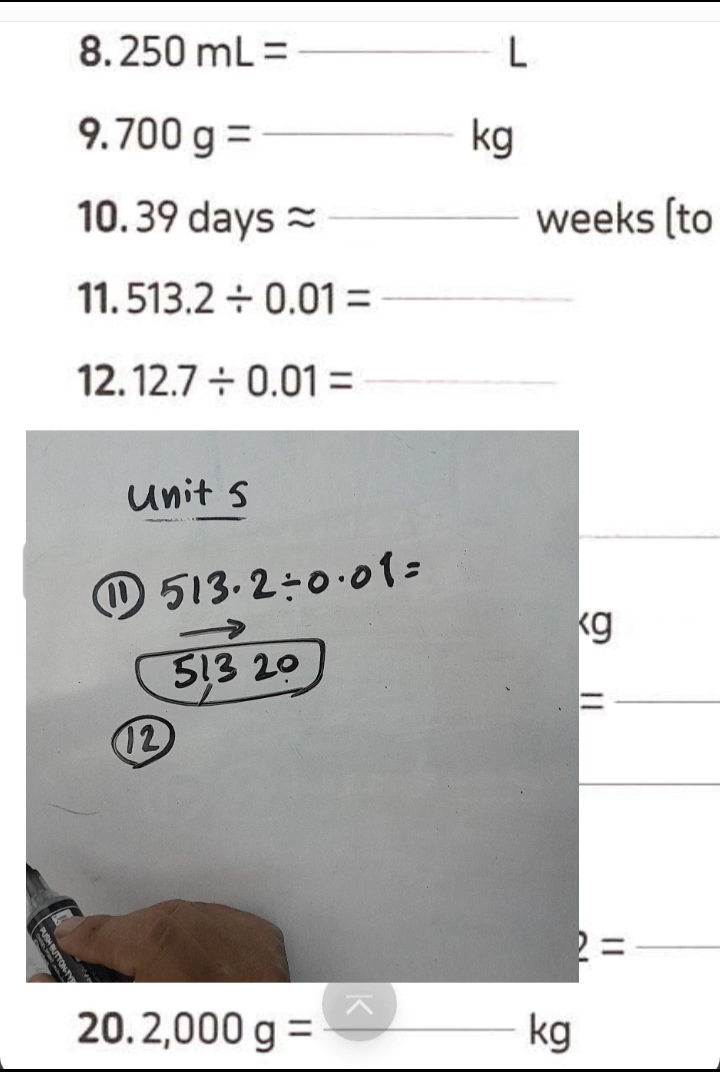 8. 250 mL = L
9. 700 g = kg
10. 39 days ≈ weeks (to
11. 513.2 ÷ 0.01 =
12. 12.7 ÷ 0.01 =
Unit 5
11 513.2÷0.01=
51320
12
kg
=
2 =
20. 2,000 g = kg